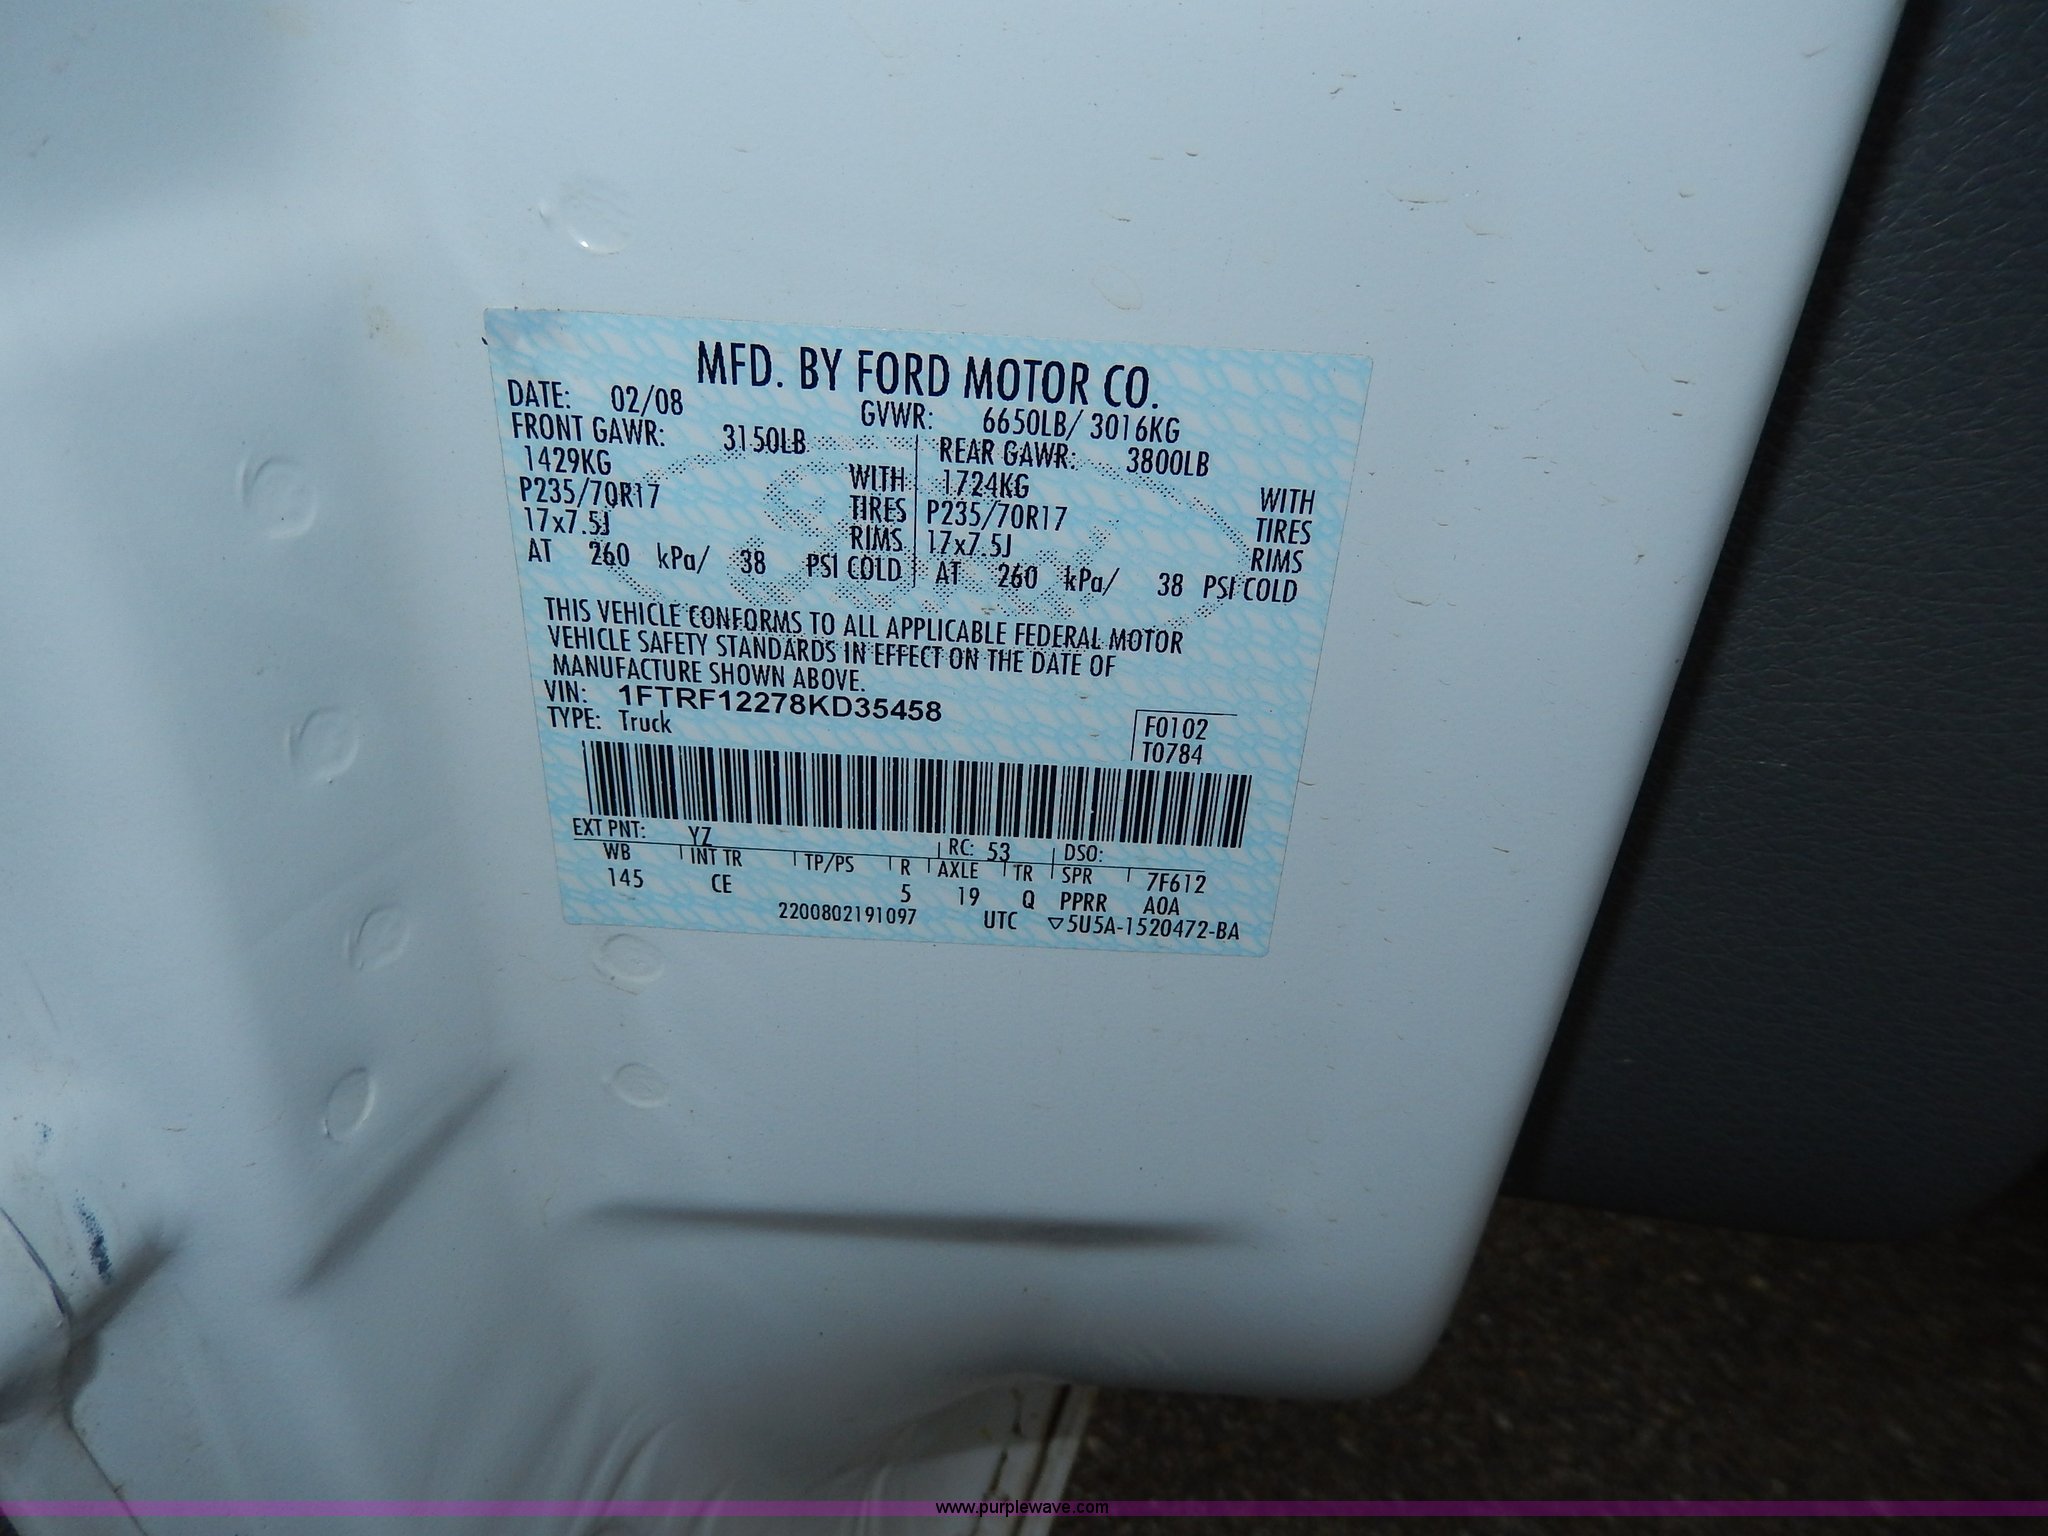 MFD. BY FORD MOTOR CO.
DATE: 02/08 GVWR: 6650LB/ 3016KG
FRONT GAWR: 3150LB REAR GAWR: 3800LB
1429KG WITH 1724KG WITH
P235/70R17 TIRES P235/70R17 TIRES
17x7.5J RIMS 17x7.5J RIMS
AT 260 kPa/ 38 PSI COLD AT 260 kPa/ 38 PSI COLD
THIS VEHICLE CONFORMS TO ALL APPLICABLE FEDERAL MOTOR
VEHICLE SAFETY STANDARDS IN EFFECT ON THE DATE OF
MANUFACTURE SHOWN ABOVE.
VIN: 1FTRF12278KD35458
TYPE: Truck
F0102
T0784
EXT PNT: YZ RC: 53 DSO:
WB INT TR TP/PS R AXLE TR SPR 7F612
145 CE 5 19 Q PPRR A0A
2200802191097 UTC ▽5U5A-1520472-BA
www.purplewave.com